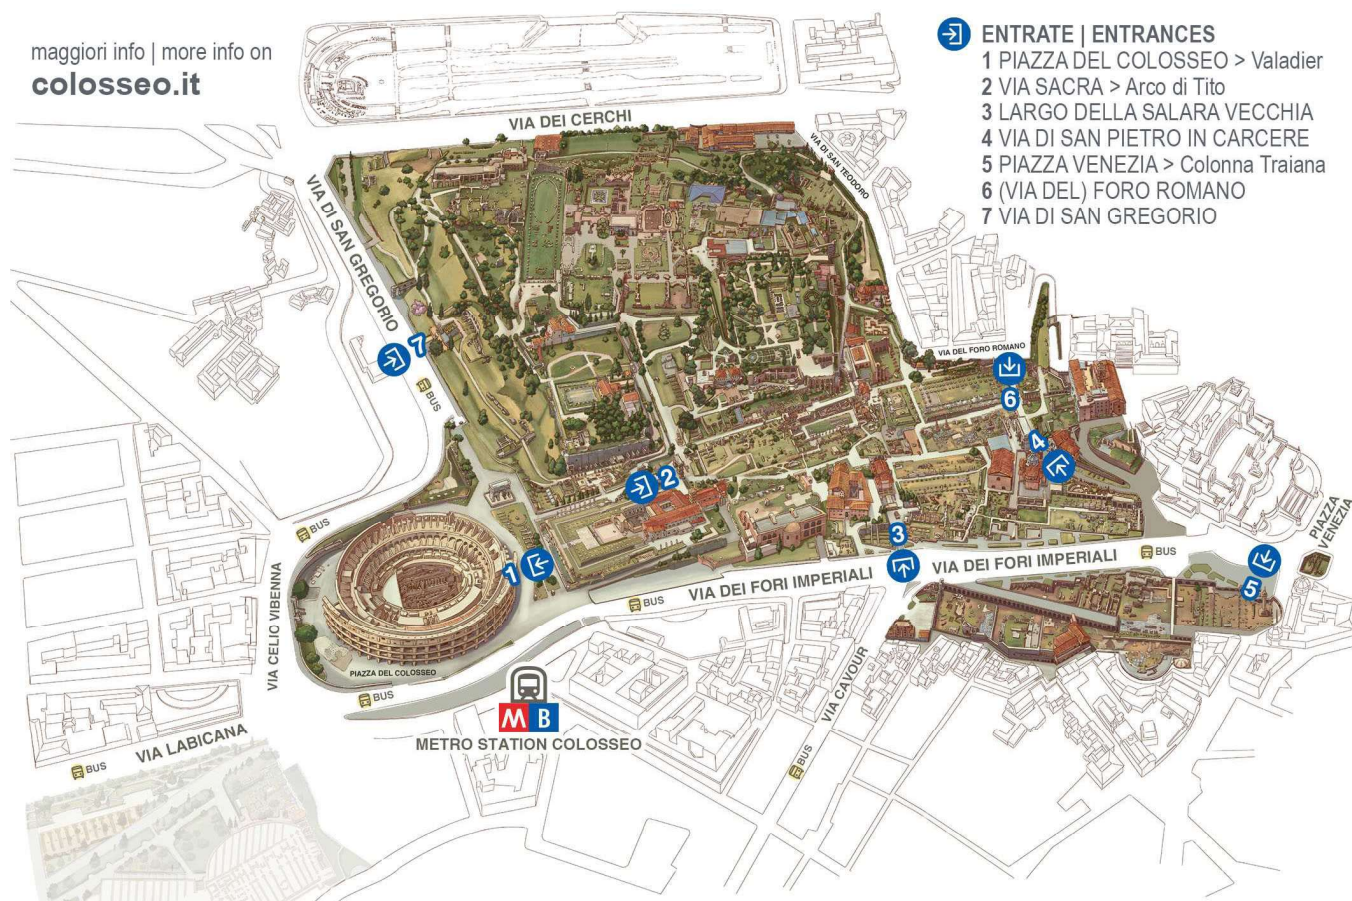 maggiori info | more info on
colosseo.it
ENTRATE | ENTRANCES
1 PIAZZA DEL COLOSSEO > Valadier
2 VIA SACRA > Arco di Tito
3 LARGO DELLA SALARA VECCHIA
4 VIA DI SAN PIETRO IN CARCERE
5 PIAZZA VENEZIA > Colonna Traiana
6 (VIA DEL) FORO ROMANO
7 VIA DI SAN GREGORIO
VIA DEI CERCHI
VIA DI SAN TEODORO
VIA DI SAN GREGORIO
7
BUS
VIA DEL FORO ROMANO
6
4
2
3
1
BUS
VIA DEI FORI IMPERIALI
VIA DEI FORI IMPERIALI
BUS
PIAZZA
VENEZIA
5
BUS
VIA CELIO VIBENNA
PIAZZA DEL COLOSSEO
BUS
VIA CAVOUR
BUS
M B
METRO STATION COLOSSEO
VIA LABICANA
BUS